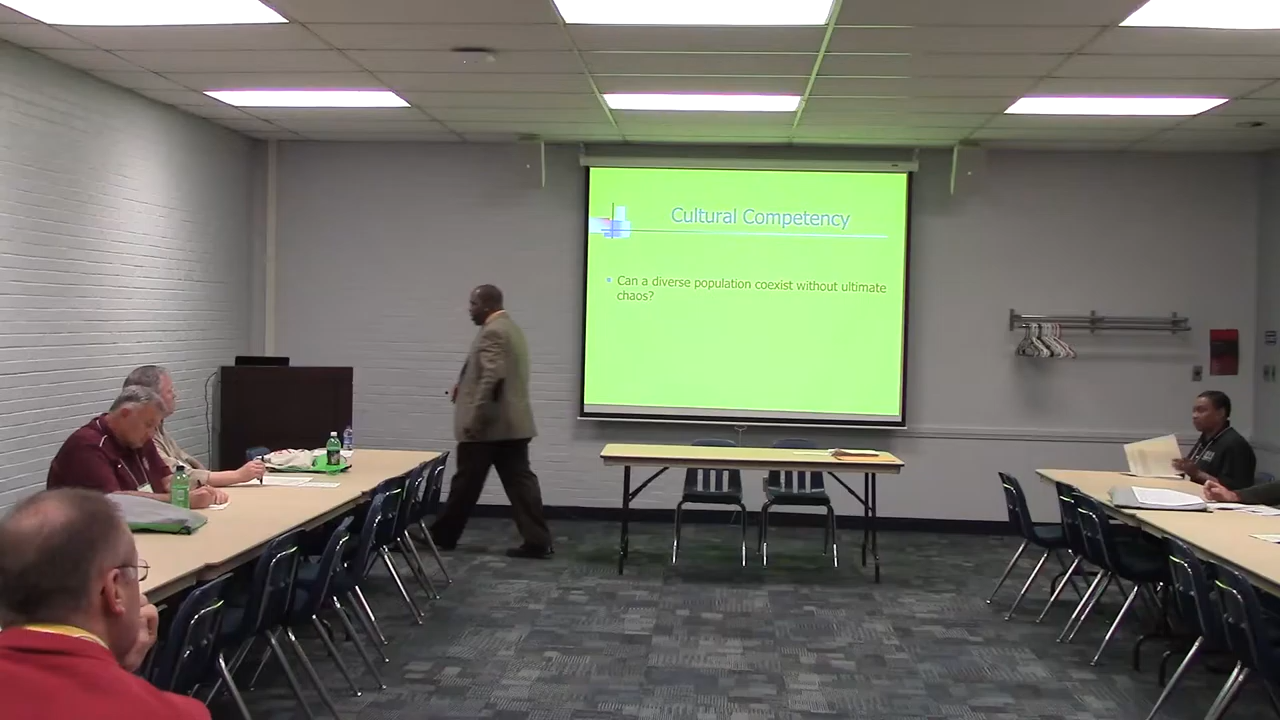 Cultural Competency
Can a diverse population coexist without ultimate
chaos?